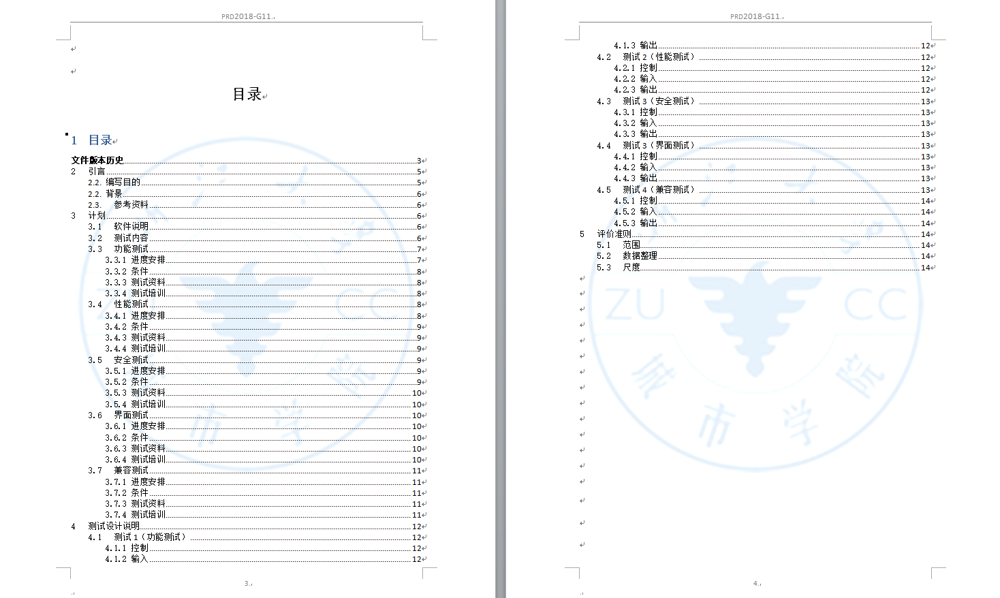 PRD2018-G11.
目录
1 目录
文件版本历史 3
2 引言 5
2.2. 编写目的 5
2.2. 背景 6
2.3. 参考资料 6
3 计划 6
3.1 软件说明 6
3.2 测试内容 6
3.3 功能测试 7
3.3.1 进度安排 7
3.3.2 条件 8
3.3.3 测试资料 8
3.3.4 测试培训 8
3.4 性能测试 8
3.4.1 进度安排 8
3.4.2 条件 9
3.4.3 测试资料 9
3.4.4 测试培训 9
3.5 安全测试 9
3.5.1 进度安排 9
3.5.2 条件 9
3.5.3 测试资料 10
3.5.4 测试培训 10
3.6 界面测试 10
3.6.1 进度安排 10
3.6.2 条件 10
3.6.3 测试资料 10
3.6.4 测试培训 10
3.7 兼容测试 11
3.7.1 进度安排 11
3.7.2 条件 11
3.7.3 测试资料 11
3.7.4 测试培训 11
4 测试设计说明 12
4.1 测试1（功能测试） 12
4.1.1 控制 12
4.1.2 输入 12
3
PRD2018-G11.
4.1.3 输出 12
4.2 测试2（性能测试） 12
4.2.1 控制 12
4.2.2 输入 12
4.2.3 输出 12
4.3 测试3（安全测试） 13
4.3.1 控制 13
4.3.2 输入 13
4.3.3 输出 13
4.4 测试3（界面测试） 13
4.4.1 控制 13
4.4.2 输入 13
4.4.3 输出 13
4.5 测试4（兼容测试） 13
4.5.1 控制 14
4.5.2 输入 14
4.5.3 输出 14
5 评价准则 14
5.1 范围 14
5.2 数据整理 14
5.3 尺度 14
ZU CC
城市学院
4